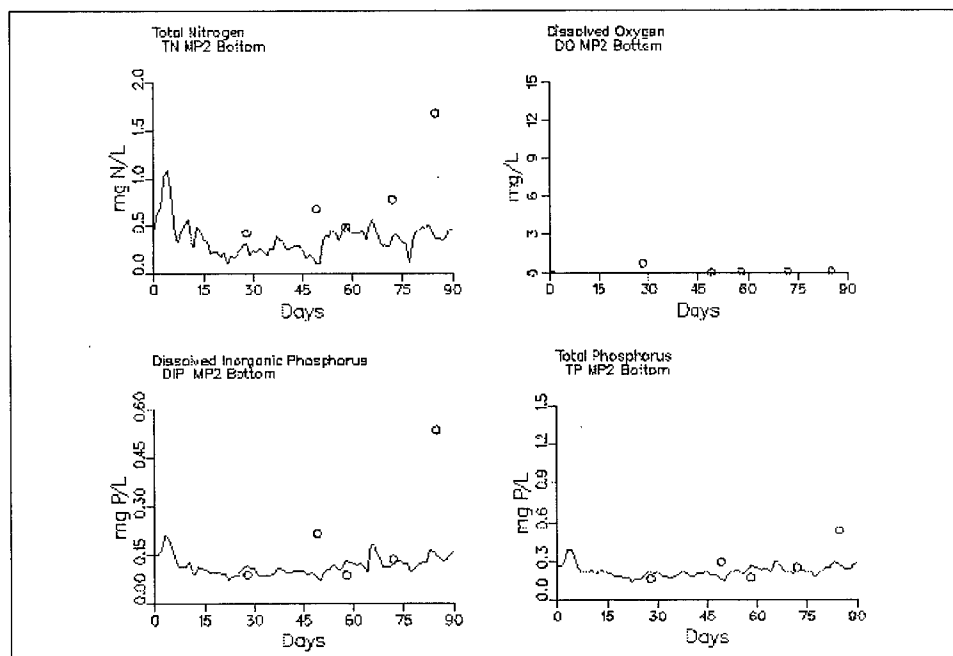 Total Nitrogen
TN MP2 Bottom
mg N/L
2.0
1.5
1.0
0.5
0.0
0 15 30 45 60 75 90
Days
Dissolved Oxygen
DO MP2 Bottom
mg/L
15
12
9
6
3
0
0 15 30 45 60 75 90
Days
Dissolved Inorganic Phosphorus
DIP MP2 Bottom
mg P/L
0.60
0.45
0.30
0.15
0.00
0 15 30 45 60 75 90
Days
Total Phosphorus
TP MP2 Bottom
mg P/L
1.5
1.2
0.9
0.6
0.3
0.0
0 15 30 45 60 75 90
Days